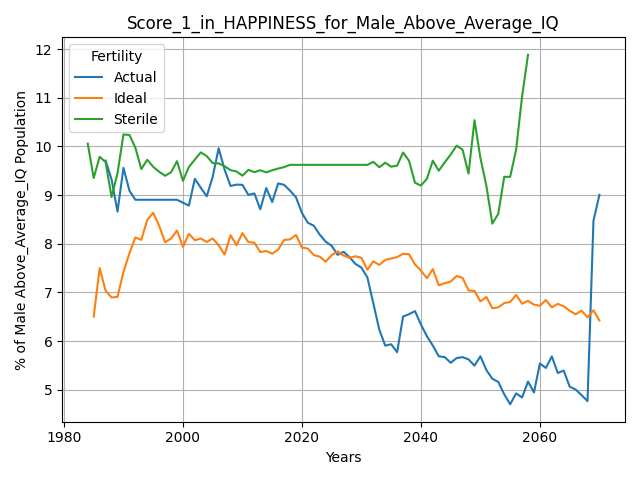 Score_1_in_HAPPINESS_for_Male_Above_Average_IQ
% of Male Above_Average_IQ Population
12
11
10
9
8
7
6
5
Fertility
Actual
Ideal
Sterile
1980 2000 2020 2040 2060
Years